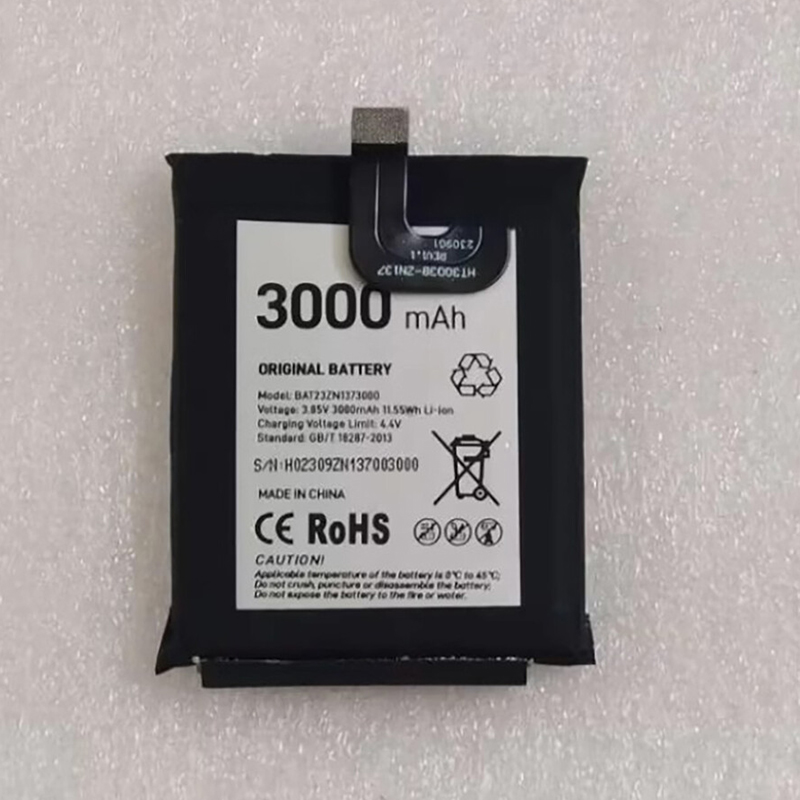 230901
REV1.1
HT30038-ZN137
3000 mAh
ORIGINAL BATTERY
Model: BAT23ZN1373000
Voltage: 3.85V 3000mAh 11.55Wh Li-ion
Charging Voltage Limit: 4.4V
Standard: GB/T 18287-2013
S/N:H02309ZN137003000
MADE IN CHINA
CE RoHS
CAUTION!
Applicable temperature of the battery is 0°C to 45°C;
Do not crush, puncture or disassemble the battery;
Do not expose the battery to the fire or water.